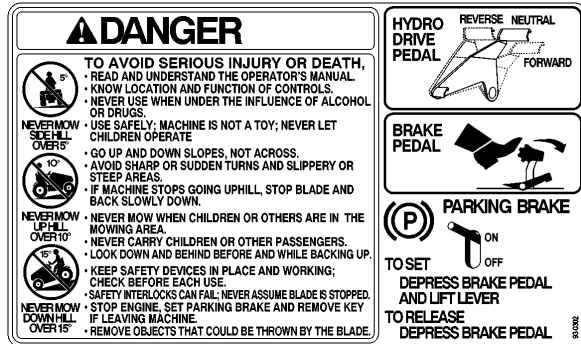 DANGER
TO AVOID SERIOUS INJURY OR DEATH,
• READ AND UNDERSTAND THE OPERATOR'S MANUAL.
• KNOW LOCATION AND FUNCTION OF CONTROLS.
• NEVER USE WHEN UNDER THE INFLUENCE OF ALCOHOL
OR DRUGS.
• USE SAFELY; MACHINE IS NOT A TOY; NEVER LET
CHILDREN OPERATE
• GO UP AND DOWN SLOPES, NOT ACROSS.
• AVOID SHARP OR SUDDEN TURNS AND SLIPPERY OR
STEEP AREAS.
• IF MACHINE STOPS GOING UPHILL, STOP BLADE AND
BACK SLOWLY DOWN.
• NEVER MOW WHEN CHILDREN OR OTHERS ARE IN THE
MOWING AREA.
• NEVER CARRY CHILDREN OR OTHER PASSENGERS.
• LOOK DOWN AND BEHIND BEFORE AND WHILE BACKING UP.
• KEEP SAFETY DEVICES IN PLACE AND WORKING;
CHECK BEFORE EACH USE.
• SAFETY INTERLOCKS CAN FAIL; NEVER ASSUME BLADE IS STOPPED.
• STOP ENGINE, SET PARKING BRAKE AND REMOVE KEY
IF LEAVING MACHINE.
• REMOVE OBJECTS THAT COULD BE THROWN BY THE BLADE.
5°
NEVER MOW
SIDE HILL
OVER 5°
10°
NEVER MOW
UP HILL
OVER 10°
15°
NEVER MOW
DOWN HILL
OVER 15°
HYDRO
DRIVE
PEDAL
REVERSE NEUTRAL
FORWARD
BRAKE
PEDAL
P
PARKING BRAKE
ON
OFF
TO SET
DEPRESS BRAKE PEDAL
AND LIFT LEVER
TO RELEASE
DEPRESS BRAKE PEDAL
93-0202